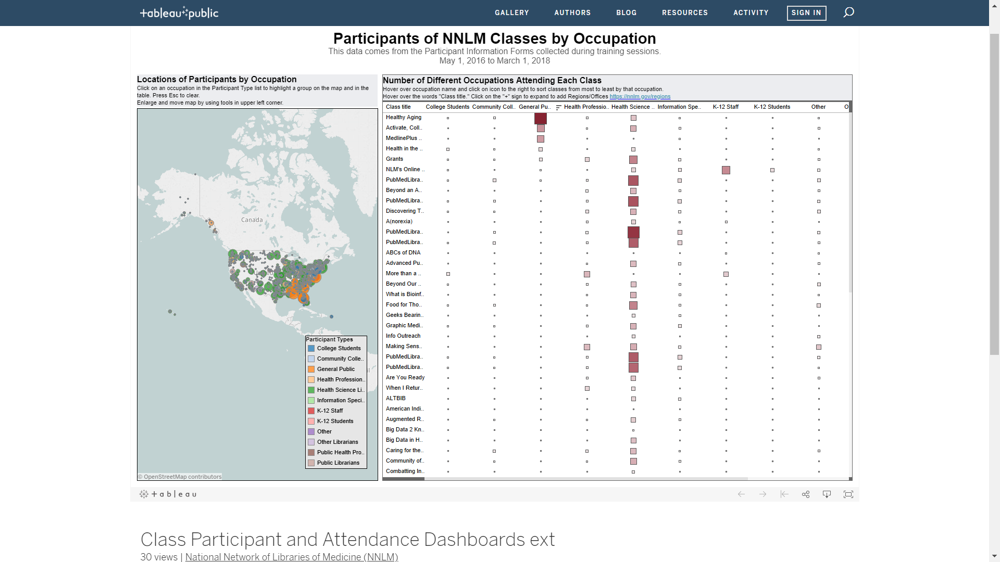 +ableau+public
GALLERY
AUTHORS
BLOG
RESOURCES
ACTIVITY
SIGN IN
Participants of NNLM Classes by Occupation
This data comes from the Participant Information Forms collected during training sessions.
May 1, 2016 to March 1, 2018
Locations of Participants by Occupation
Click on an occupation in the Participant Type list to highlight a group on the map and in the
table. Press Esc to clear.
Enlarge and move map by using tools in upper left corner.
Canada
United
Participant Types
College Students
Community Colle..
General Public
Health Profession..
Health Science Li..
Information Speci..
K-12 Staff
K-12 Students
Other
Other Librarians
Public Health Pro..
Public Librarians
© OpenStreetMap contributors
Number of Different Occupations Attending Each Class
Hover over occupation name and click on icon to the right to sort classes from most to least by that occupation.
Hover over the words "Class title." Click on the "+" sign to expand to add Regions/Offices https://nnlm.gov/regions
Class title College Students Community Coll.. General Pu.. Health Professio.. Health Science .. Information Spe.. K-12 Staff K-12 Students Other O
Healthy Aging
Activate, Coll..
MedlinePlus ..
Health in the ..
Grants
NLM's Online ..
PubMedLibra..
Beyond an A..
PubMedLibra..
Discovering T..
A(norexia)
PubMedLibra..
PubMedLibra..
ABCs of DNA
Advanced Pu..
More than a ..
Beyond Our ..
What is Bioinf..
Food for Tho..
Geeks Bearin..
Graphic Medi..
Info Outreach
Making Sens..
PubMedLibra..
PubMedLibra..
Are You Ready
When I Retur..
ALTBIB
American Indi..
Augmented R..
Big Data 2 Kn..
Big Data in H..
Caring for the..
Community of..
Combatting In..
+ableau
Class Participant and Attendance Dashboards ext
30 views | National Network of Libraries of Medicine (NNLM)